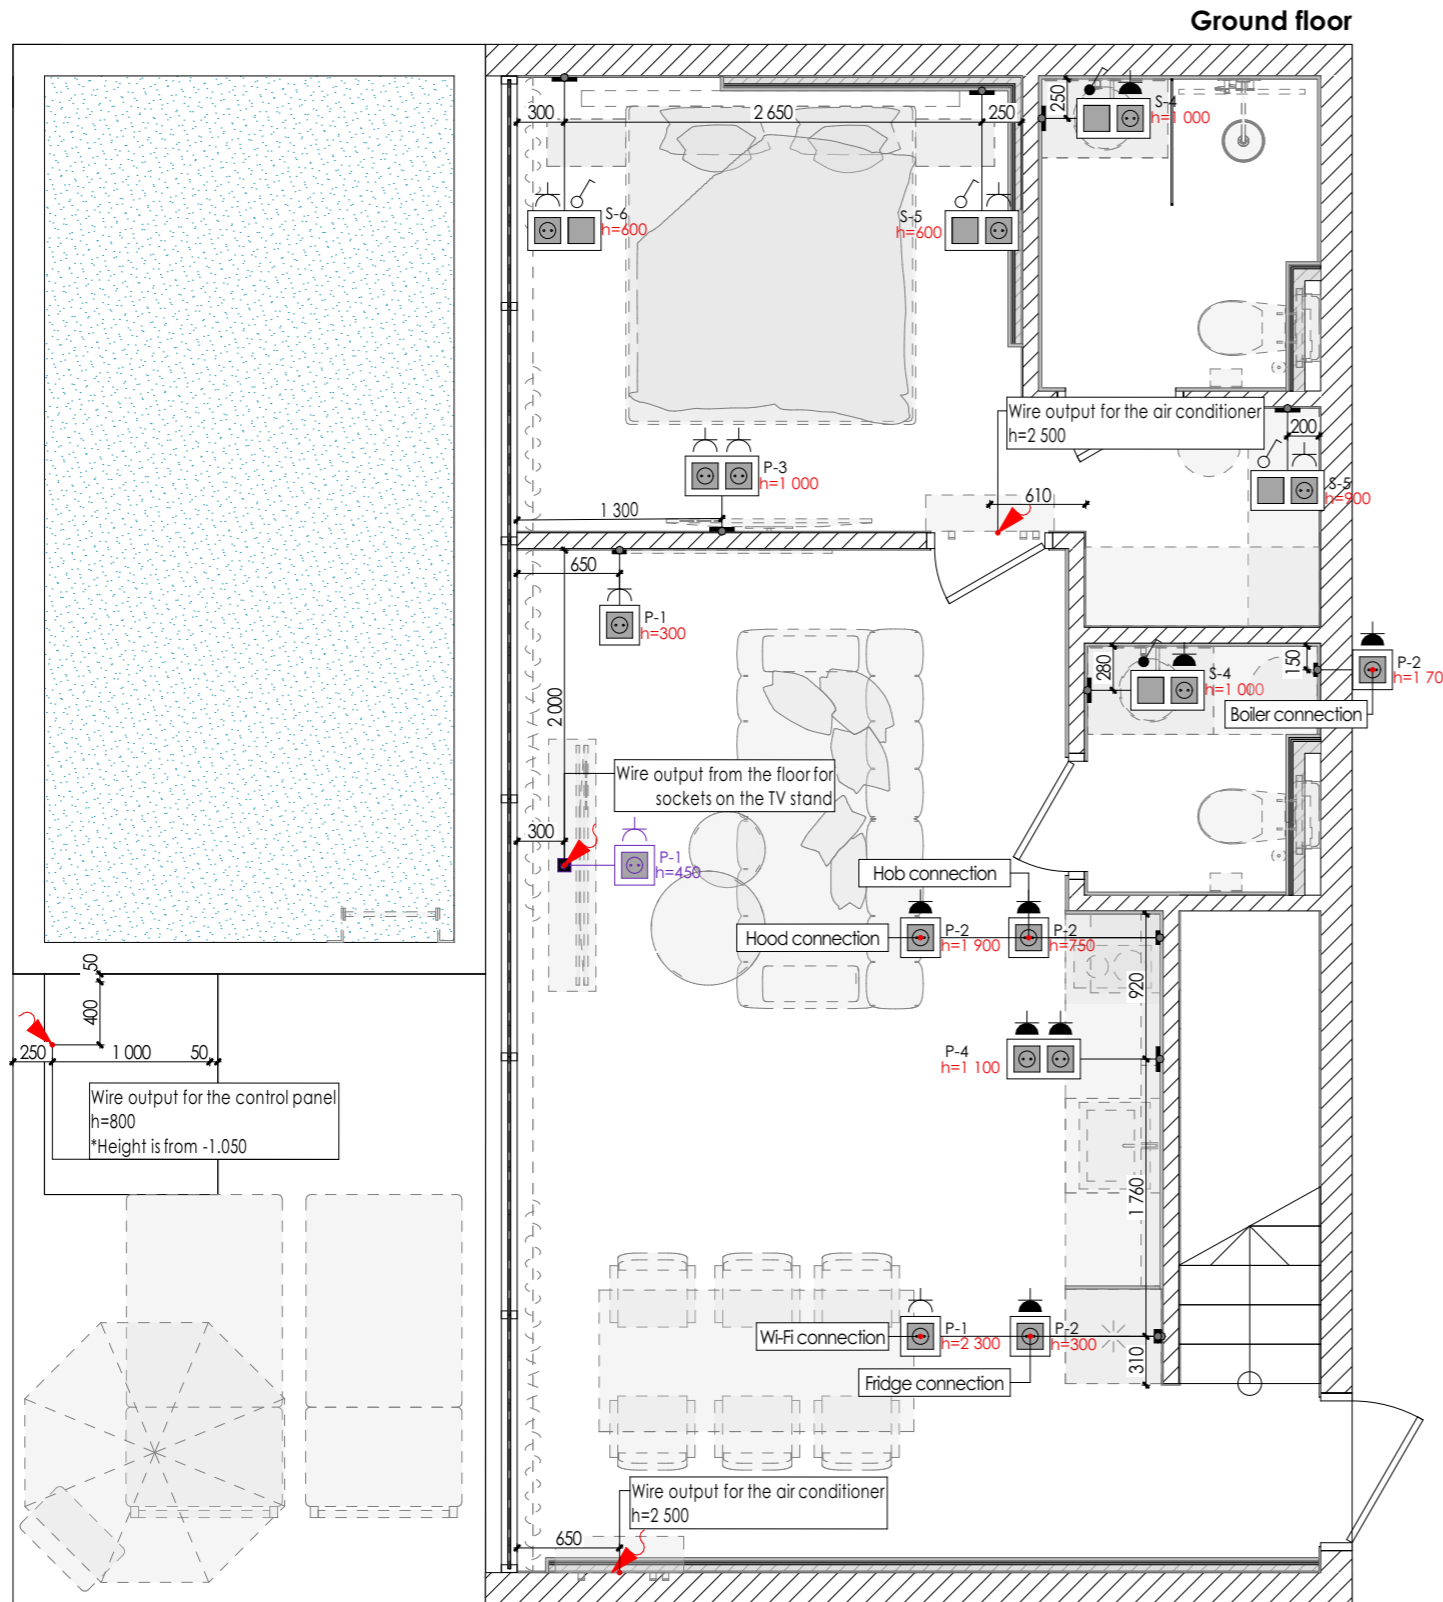 Ground floor
300
2 650
250
250
S-4
h=1 000
S-6
h=600
S-5
h=600
Wire output for the air conditioner
h=2 500
200
S-5
h=900
P-3
h=1 000
610
1 300
650
P-1
h=300
2 000
280
S-4
h=1 000
150
P-2
h=1 70
Boiler connection
Wire output from the floor for
sockets on the TV stand
300
P-1
h=450
Hob connection
Hood connection
P-2
h=1 900
P-2
h=750
920
50
400
250
1 000
50
P-4
h=1 100
Wire output for the control panel
h=800
*Height is from -1.050
1 760
Wi-Fi connection
P-1
h=2 300
P-2
h=300
310
Fridge connection
Wire output for the air conditioner
h=2 500
650